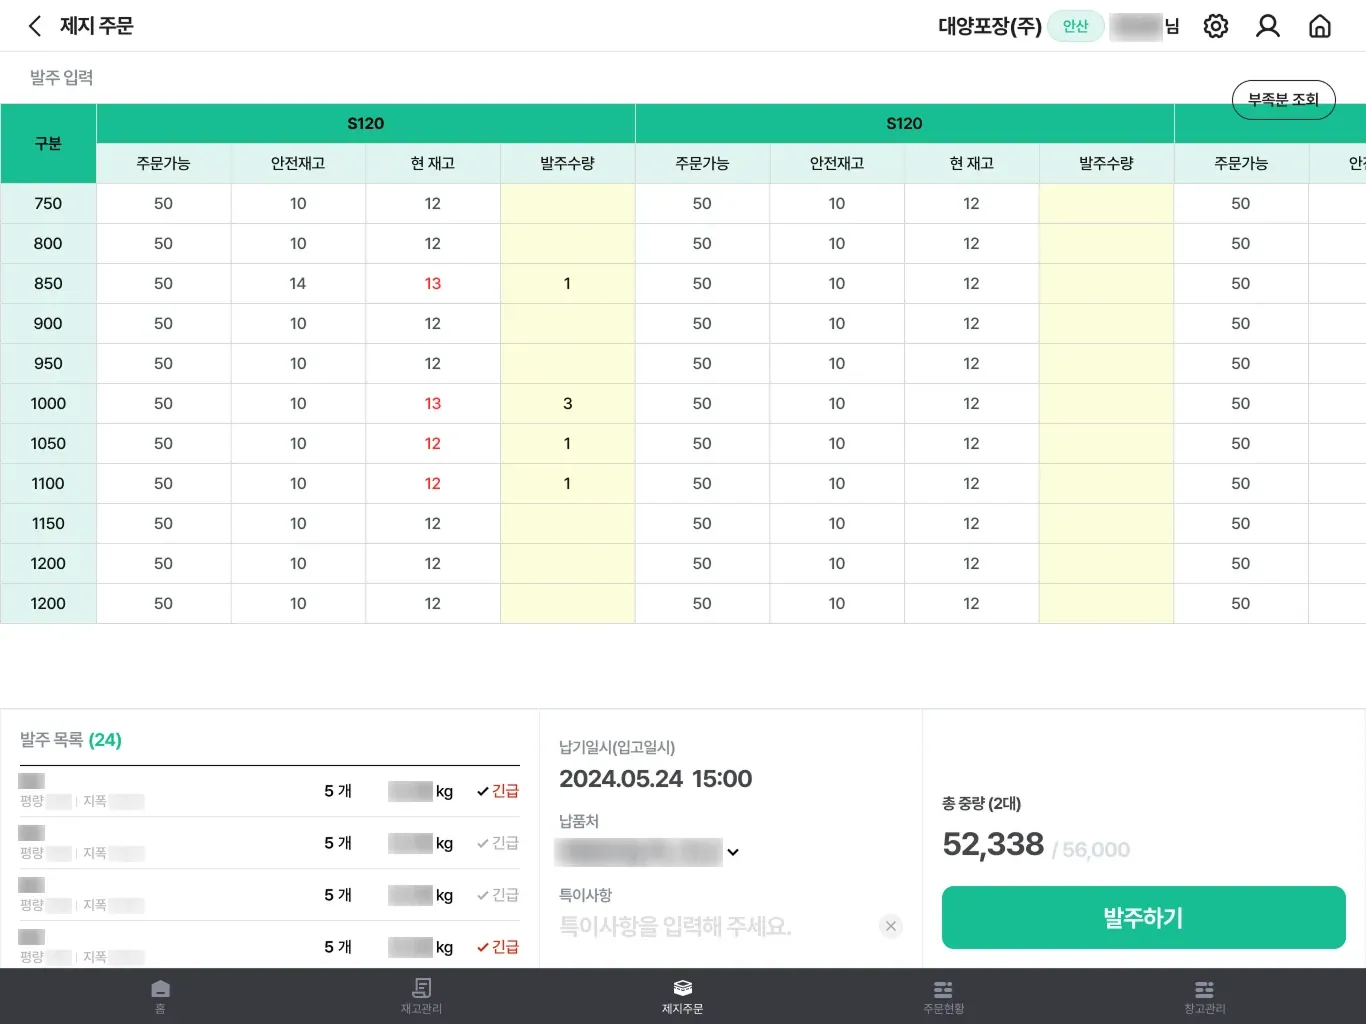 제지 주문
대양포장(주) 안산 님
발주 입력
부족분 조회
구분 S120 S120
주문가능 안전재고 현 재고 발주수량 주문가능 안전재고 현 재고 발주수량 주문가능
750 50 10 12 50 10 12 50
800 50 10 12 50 10 12 50
850 50 14 13 1 50 10 12 50
900 50 10 12 50 10 12 50
950 50 10 12 50 10 12 50
1000 50 10 13 3 50 10 12 50
1050 50 10 12 1 50 10 12 50
1100 50 10 12 1 50 10 12 50
1150 50 10 12 50 10 12 50
1200 50 10 12 50 10 12 50
1200 50 10 12 50 10 12 50
발주 목록 (24)
5 개 kg 긴급
평량 | 지폭
5 개 kg 긴급
평량 | 지폭
5 개 kg 긴급
평량 | 지폭
5 개 kg 긴급
평량 | 지폭
납기일시(입고일시)
2024.05.24 15:00
납품처
특이사항
특이사항을 입력해 주세요.
총 중량 (2대)
52,338 / 56,000
발주하기
홈 재고관리 제지주문 주문현황 창고관리